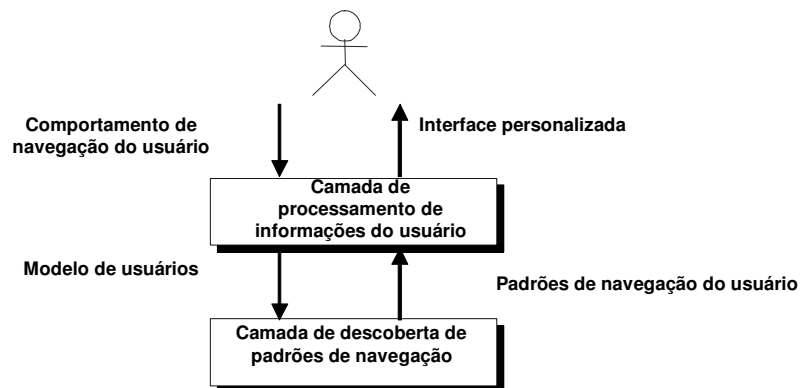 Comportamento de
navegação do usuário
Interface personalizada
Camada de
processamento de
informações do usuário
Modelo de usuários
Padrões de navegação do usuário
Camada de descoberta de
padrões de navegação